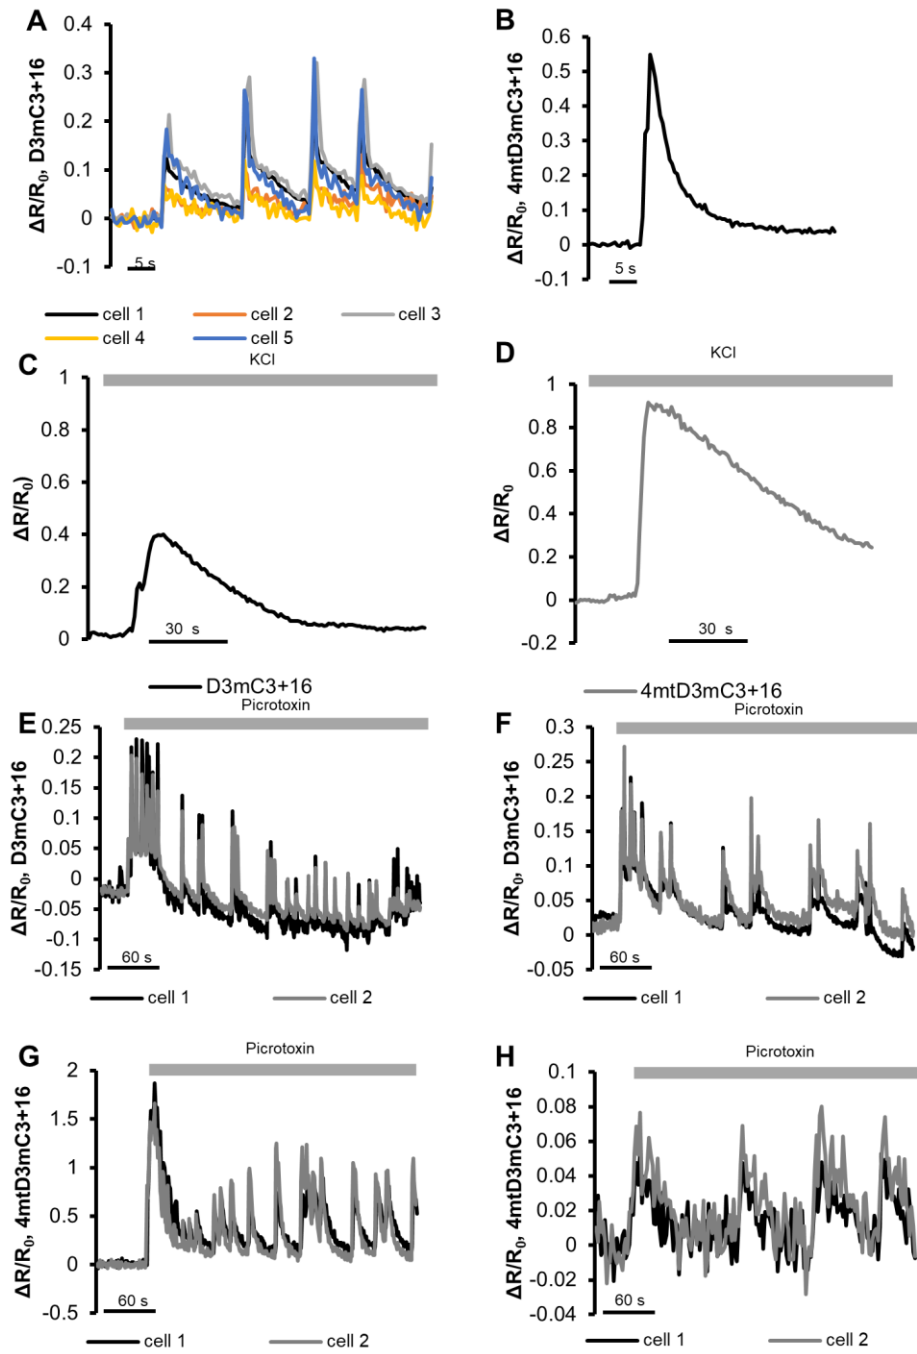 A
ΔR/R0, D3mC3+16
0.4
0.3
0.2
0.1
0
-0.1
5 s
cell 1
cell 2
cell 3
cell 4
cell 5
B
ΔR/R0, 4mtD3mC3+16
0.6
0.5
0.4
0.3
0.2
0.1
0
-0.1
5 s
C
KCl
ΔR/R0)
1
0.8
0.6
0.4
0.2
0
30 s
D3mC3+16
D
KCl
ΔR/R0
1
0.8
0.6
0.4
0.2
0
-0.2
30 s
4mtD3mC3+16
E
Picrotoxin
ΔR/R0, D3mC3+16
0.25
0.2
0.15
0.1
0.05
0
-0.05
-0.1
-0.15
60 s
cell 1
cell 2
F
Picrotoxin
ΔR/R0, D3mC3+16
0.3
0.25
0.2
0.15
0.1
0.05
0
-0.05
60 s
cell 1
cell 2
G
Picrotoxin
ΔR/R0, 4mtD3mC3+16
2
1.5
1
0.5
0
-0.5
60 s
cell 1
cell 2
H
Picrotoxin
ΔR/R0, 4mtD3mC3+16
0.1
0.08
0.06
0.04
0.02
0
-0.02
-0.04
60 s
cell 1
cell 2